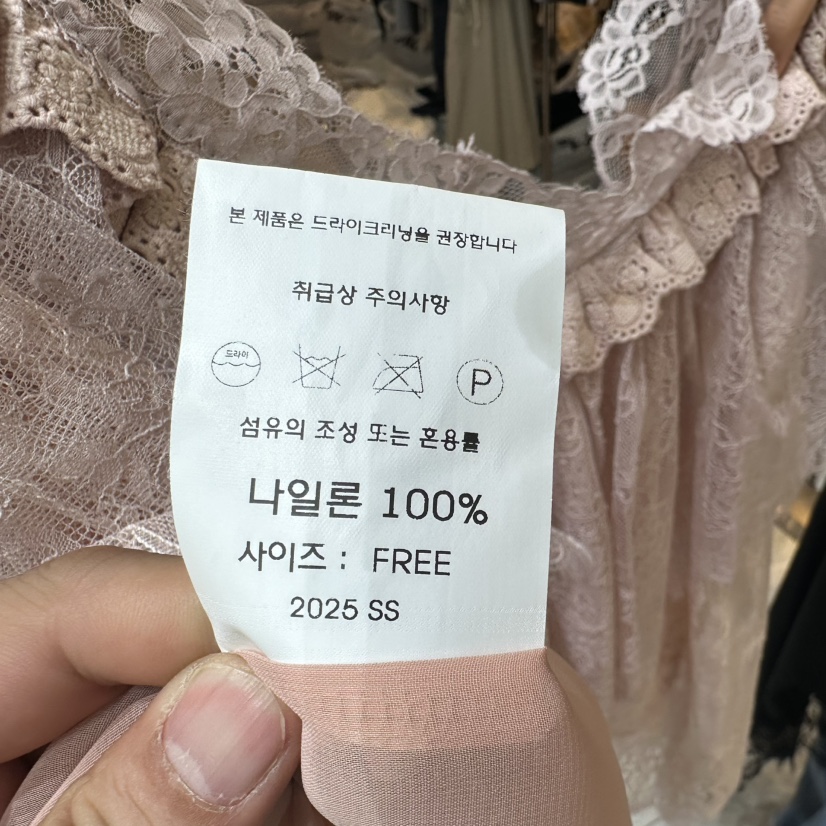 본 제품은 드라이크리닝을 권장합니다
취급상 주의사항
드라이
P
섬유의 조성 또는 혼용률
나일론 100%
사이즈 : FREE
2025 SS